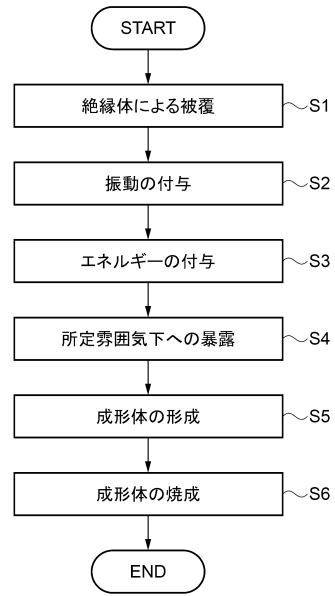 START
絶縁体による被覆 S1
振動の付与 S2
エネルギーの付与 S3
所定雰囲気下への暴露 S4
成形体の形成 S5
成形体の焼成 S6
END